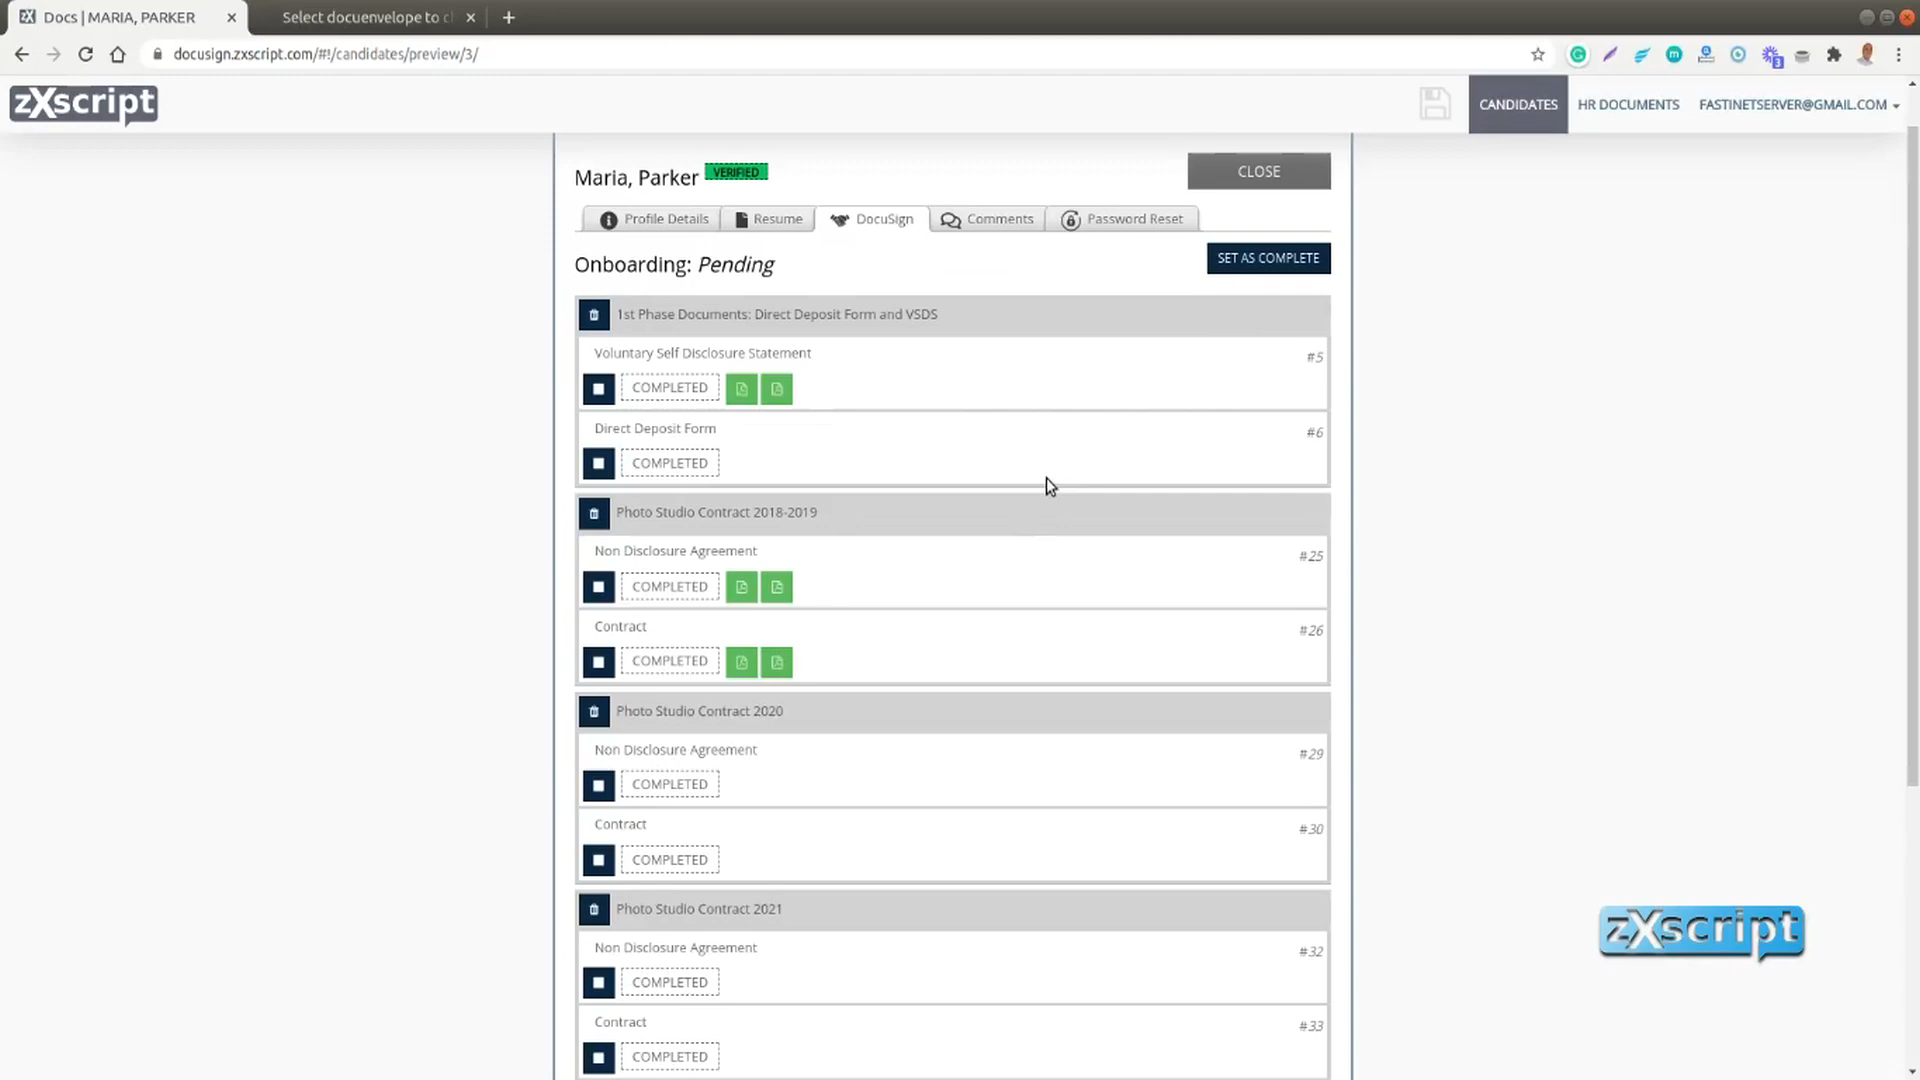 Docs | MARIA, PARKER
Select docuenvelope to c
docusign.zxscript.com/#!/candidates/preview/3/
zXscript
CANDIDATES
HR DOCUMENTS
FASTINETSERVER@GMAIL.COM
Maria, Parker VERIFIED
CLOSE
Profile Details
Resume
DocuSign
Comments
Password Reset
Onboarding: Pending
SET AS COMPLETE
1st Phase Documents: Direct Deposit Form and VSDS
Voluntary Self Disclosure Statement
#5
COMPLETED
Direct Deposit Form
#6
COMPLETED
Photo Studio Contract 2018-2019
Non Disclosure Agreement
#25
COMPLETED
Contract
#26
COMPLETED
Photo Studio Contract 2020
Non Disclosure Agreement
#29
COMPLETED
Contract
#30
COMPLETED
Photo Studio Contract 2021
Non Disclosure Agreement
#32
COMPLETED
Contract
#33
COMPLETED
zXscript